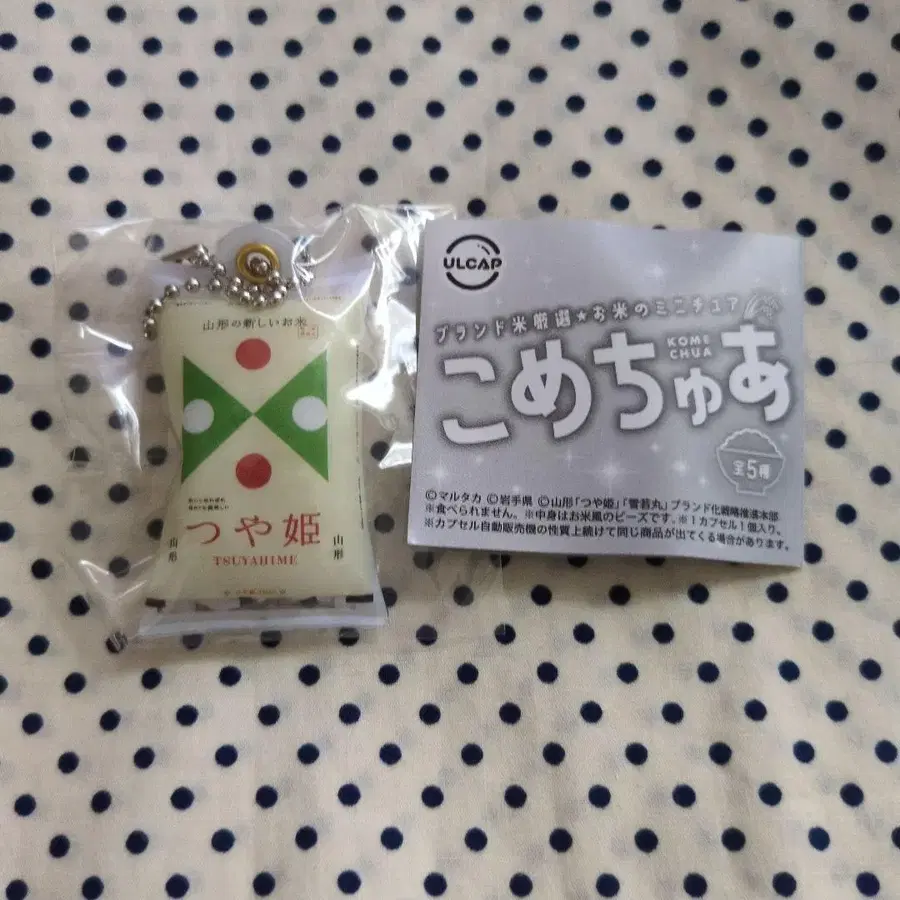 山形の新しいお米
つや姫
山形
山形
TSUYAHIME
ULCAP
ブランド米厳選★お米のミニチュア
こめちゅあ
KOME
CHUA
全5種
©マルタカ ©岩手県 ©山形「つや姫」「雪若丸」ブランド化戦略推進本部
※食べられません。※中身はお米風のビーズです。※1カプセル1個入り。
※カプセル自動販売機の性質上続けて同じ商品が出てくる場合があります。